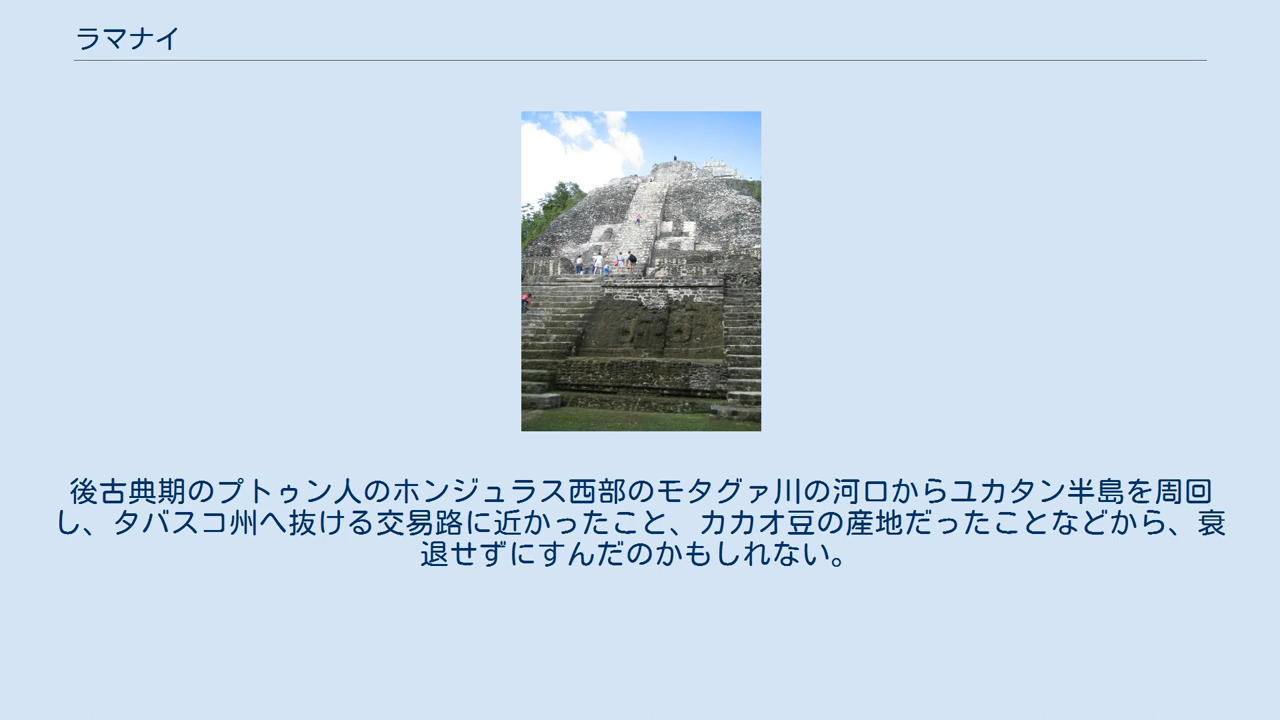 ラマナイ
後古典期のプトゥン人のホンジュラス西部のモタグァ川の河口からユカタン半島を周回
し、タバスコ州へ抜ける交易路に近かったこと、カカオ豆の産地だったことなどから、衰
退せずにすんだのかもしれない。